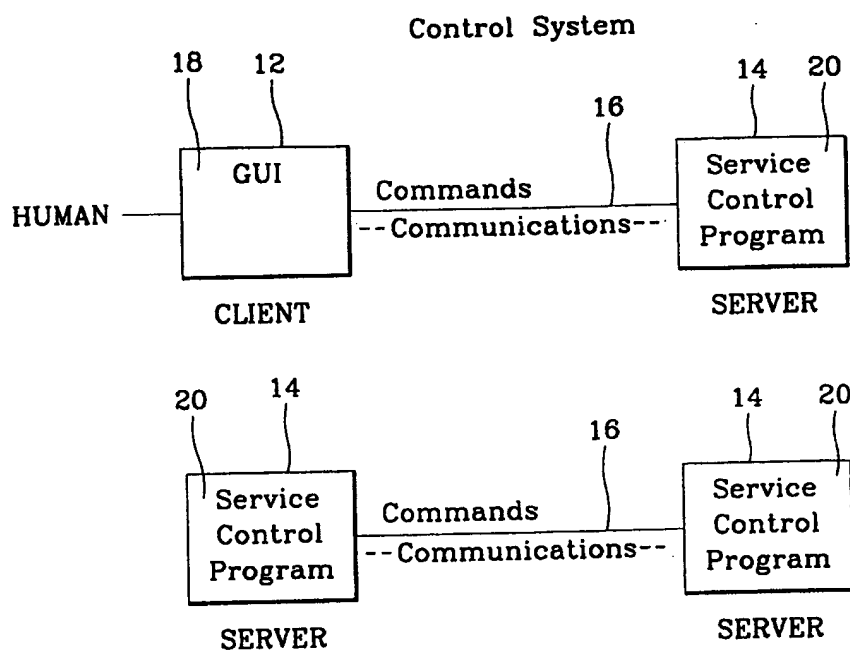 Control System
18 12 14 20
16
GUI
Service
Control
Program
Commands
HUMAN
--Communications--
CLIENT
SERVER
20 14 14 20
16
Service
Control
Program
Commands
--Communications--
Service
Control
Program
SERVER
SERVER